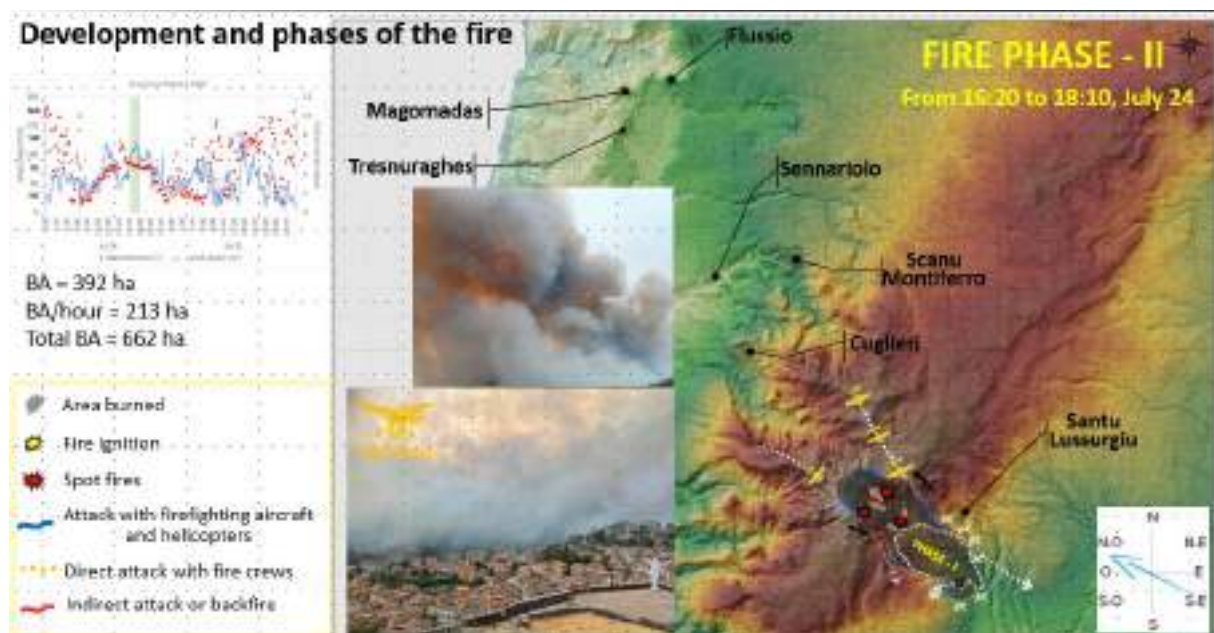 Development and phases of the fire
FIRE PHASE - II
From 16:20 to 18:10, July 24
Flussio
Magomadas
Tresnuraghes
Sennariolo
Scanu
Montiferro
Cuglieri
Santu
Lussurgiu
BA = 392 ha
BA/hour = 213 ha
Total BA = 662 ha
Area burned
Fire ignition
Spot fires
Attack with firefighting aircraft
and helicopters
Direct attack with fire crews
Indirect attack or backfire
N
N.O
N.E
O
E
S.O
S.E
S